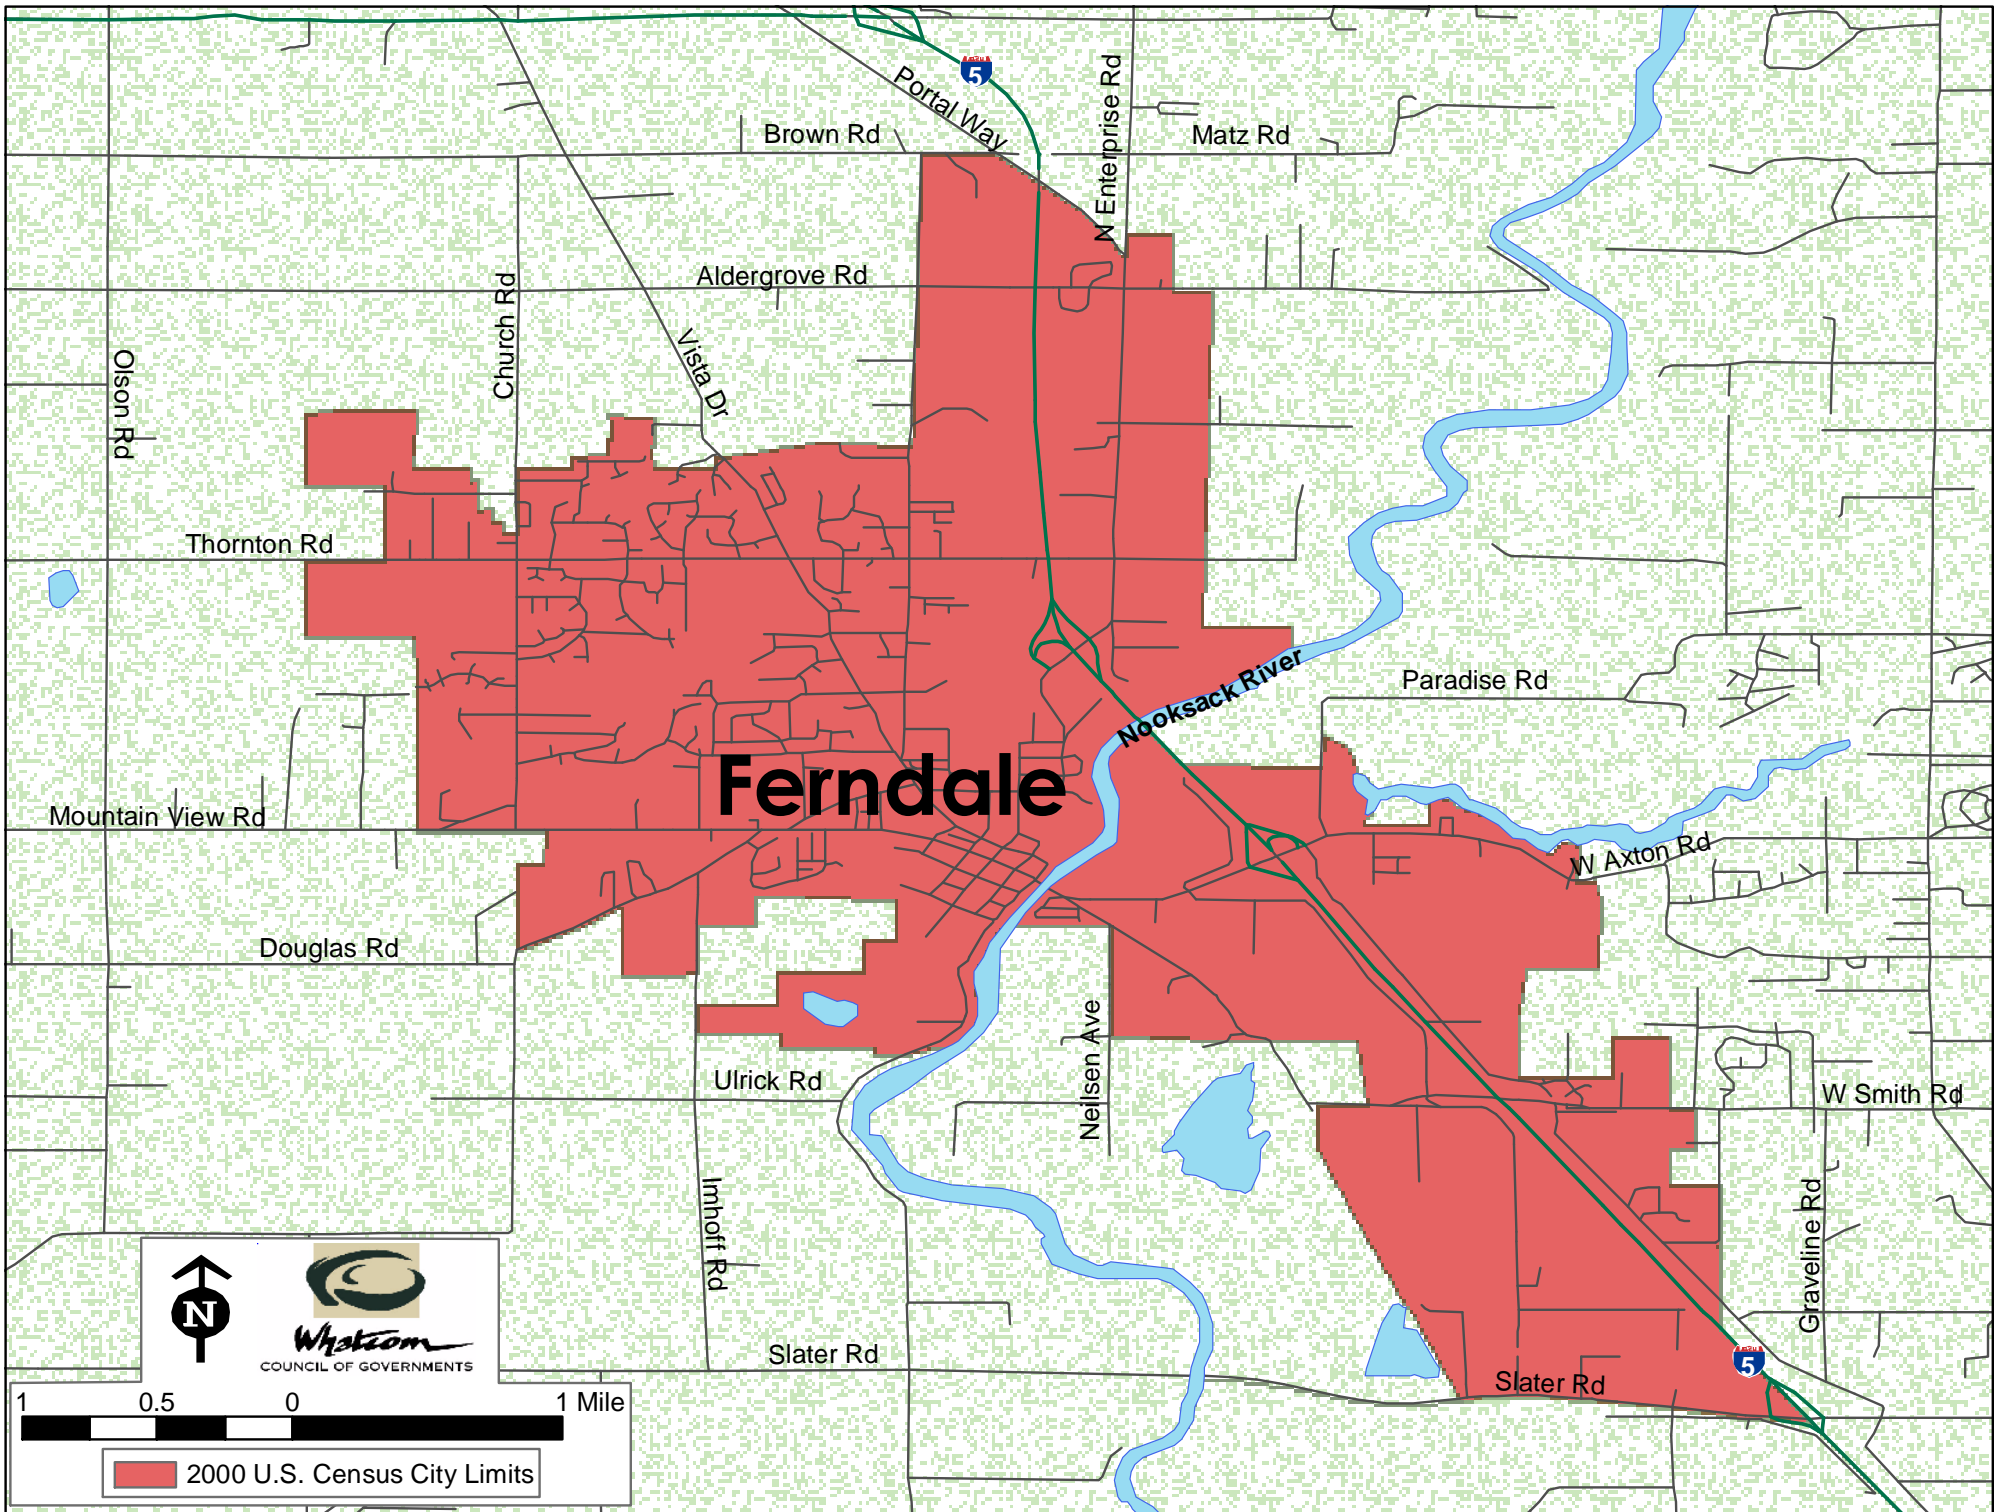 5
Portal Way
N Enterprise Rd
Brown Rd
Matz Rd
Aldergrove Rd
Church Rd
Vista Dr
Olson Rd
Thornton Rd
Nooksack River
Paradise Rd
Ferndale
Mountain View Rd
W Axton Rd
Douglas Rd
Neilsen Ave
Ulrick Rd
W Smith Rd
Imhoff Rd
Graveline Rd
N
Whatcom
COUNCIL OF GOVERNMENTS
Slater Rd
5
Slater Rd
1 0.5 0 1 Mile
2000 U.S. Census City Limits